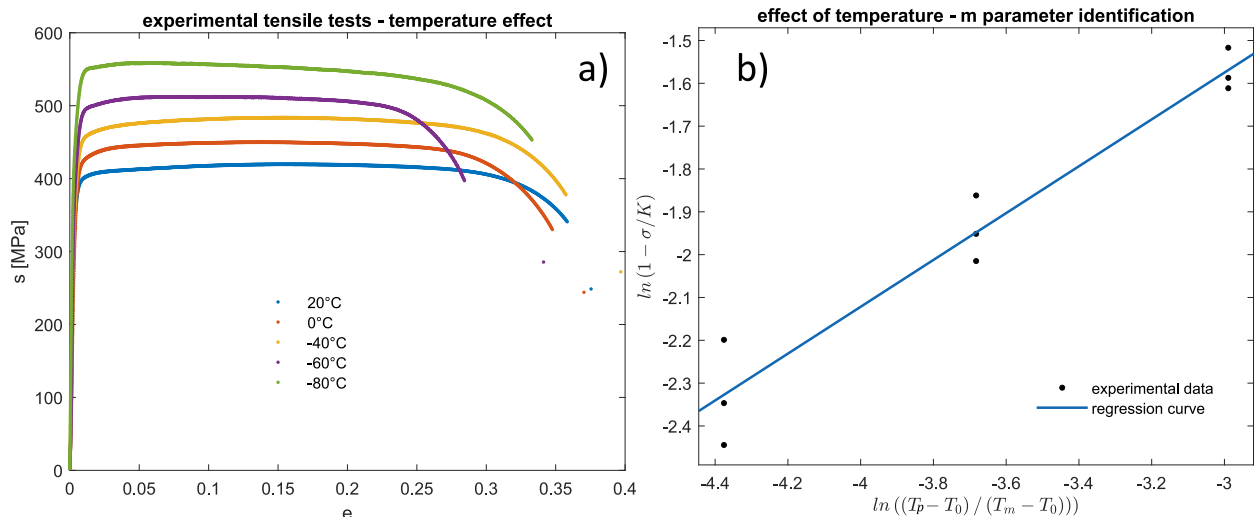 experimental tensile tests - temperature effect
a)
600
500
400
300
200
100
0
s [MPa]
20°C
0°C
-40°C
-60°C
-80°C
0 0.05 0.1 0.15 0.2 0.25 0.3 0.35 0.4
e
effect of temperature - m parameter identification
b)
-1.5
-1.6
-1.7
-1.8
-1.9
-2
-2.1
-2.2
-2.3
-2.4
ln (1 − σ/K)
experimental data
regression curve
-4.4 -4.2 -4 -3.8 -3.6 -3.4 -3.2 -3
ln ((Tp − T0) / (Tm − T0)))